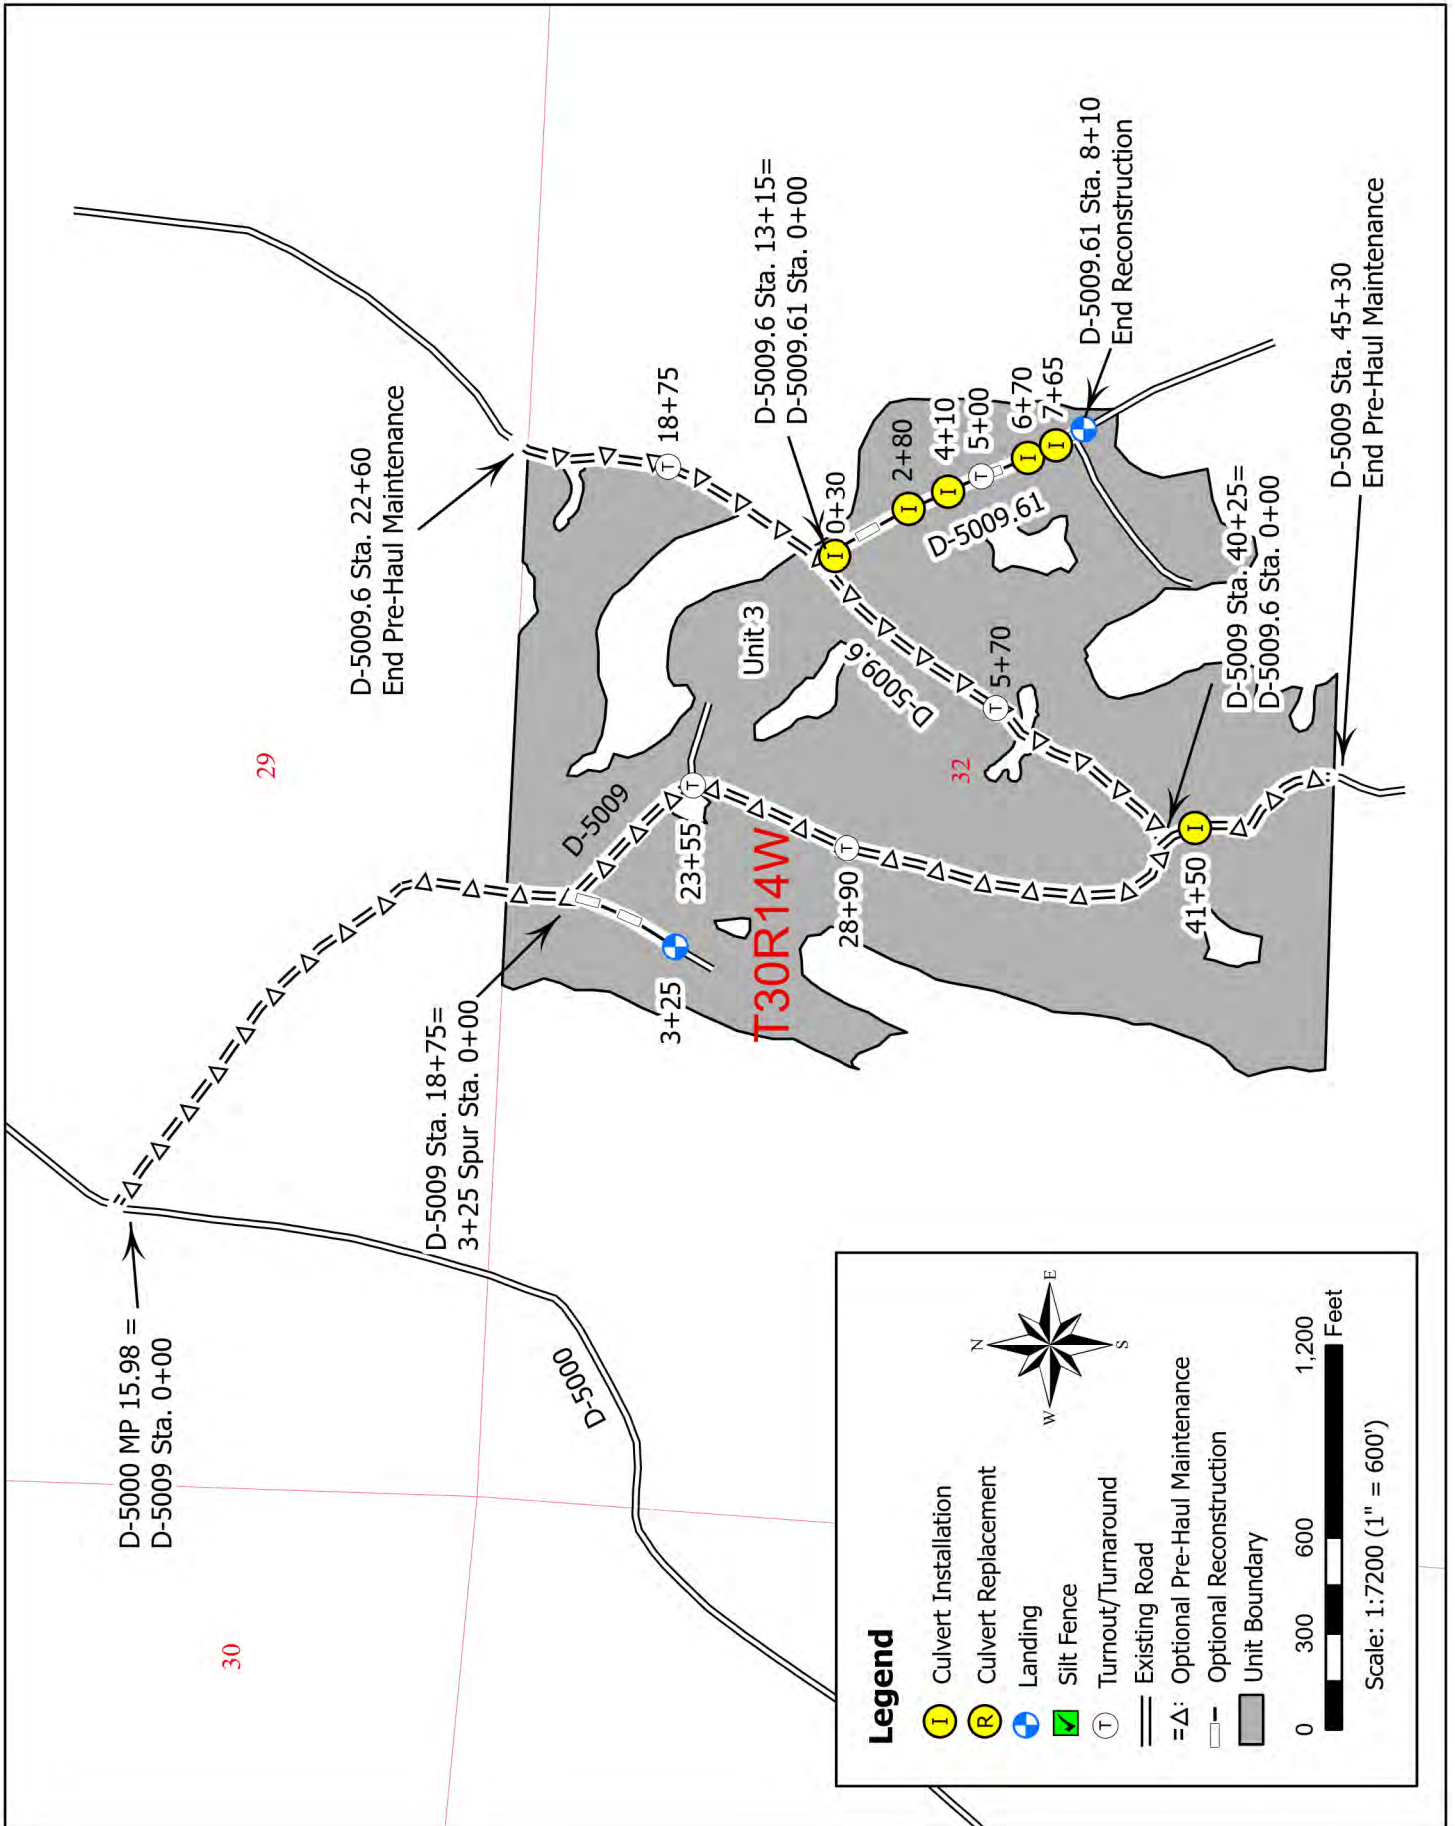 D-5000 MP 15.98 =
D-5009 Sta. 0+00
30
29
D-5009.6 Sta. 22+60
End Pre-Haul Maintenance
D-5009 Sta. 18+75=
3+25 Spur Sta. 0+00
D-5000
D-5009
3+25
T
23+55
T
18+75
T30R14W
Unit 3
D-5009.6 Sta. 13+15=
D-5009.61 Sta. 0+00
I
0+30
T
28+90
D-5009.6
I
2+80
I
4+10
T
5+00
I
6+70
I
7+65
D-5009.61
32
T
5+70
D-5009.61 Sta. 8+10
End Reconstruction
I
41+50
D-5009 Sta. 40+25=
D-5009.6 Sta. 0+00
D-5009 Sta. 45+30
End Pre-Haul Maintenance
Legend
I Culvert Installation
R Culvert Replacement
Landing
Silt Fence
T Turnout/Turnaround
Existing Road
Optional Pre-Haul Maintenance
Optional Reconstruction
Unit Boundary
N
W
E
S
0 300 600 1,200
Feet
Scale: 1:7200 (1" = 600')